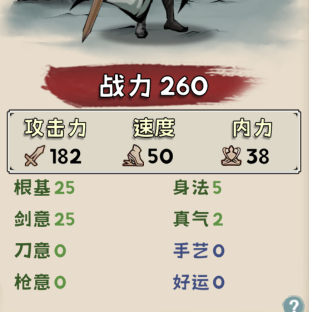 战力 260
攻击力 速度 内力
182 50 38
根基 25 身法 5
剑意 25 真气 2
刀意 0 手艺 0
枪意 0 好运 0
?